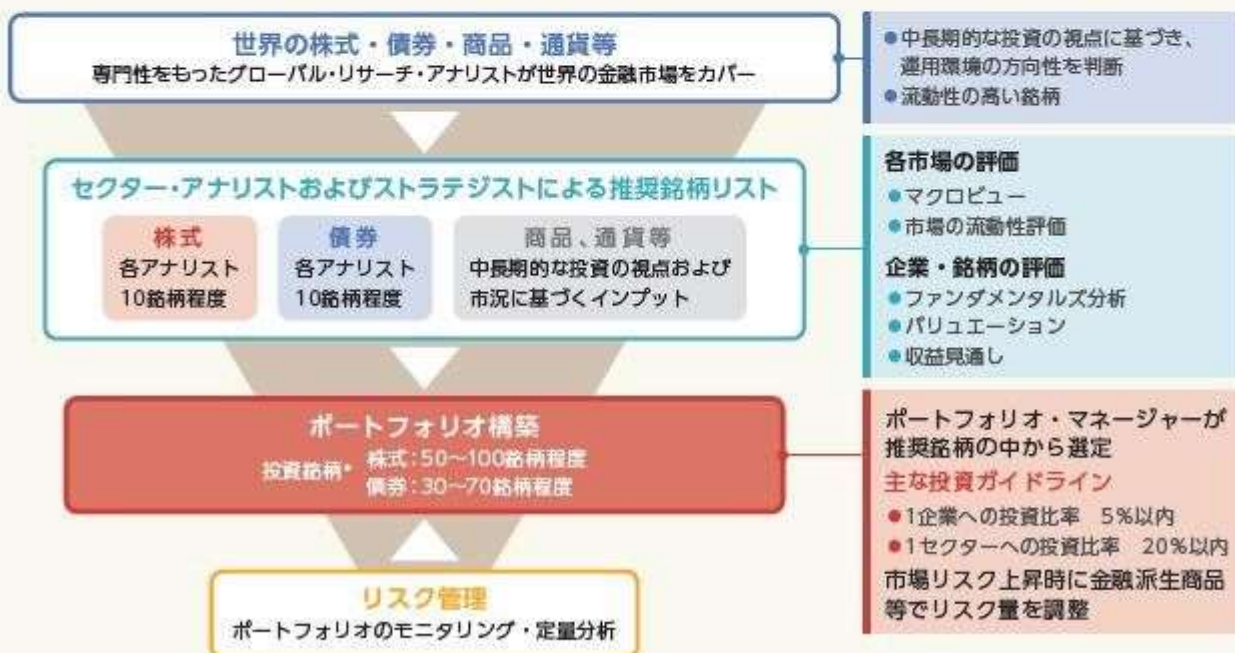 世界の株式・債券・商品・通貨等
専門性をもったグローバル・リサーチ・アナリストが世界の金融市場をカバー
●中長期的な投資の視点に基づき、
運用環境の方向性を判断
●流動性の高い銘柄
セクター・アナリストおよびストラテジストによる推奨銘柄リスト
株式
各アナリスト
10銘柄程度
債券
各アナリスト
10銘柄程度
商品、通貨等
中長期的な投資の視点および
市況に基づくインプット
各市場の評価
●マクロビュー
●市場の流動性評価
企業・銘柄の評価
●ファンダメンタルズ分析
●バリュエーション
●収益見通し
ポートフォリオ構築
投資銘柄* 株式:50〜100銘柄程度
債券:30〜70銘柄程度
ポートフォリオ・マネージャーが
推奨銘柄の中から選定
主な投資ガイドライン
●1企業への投資比率 5%以内
●1セクターへの投資比率 20%以内
市場リスク上昇時に金融派生商品
等でリスク量を調整
リスク管理
ポートフォリオのモニタリング・定量分析